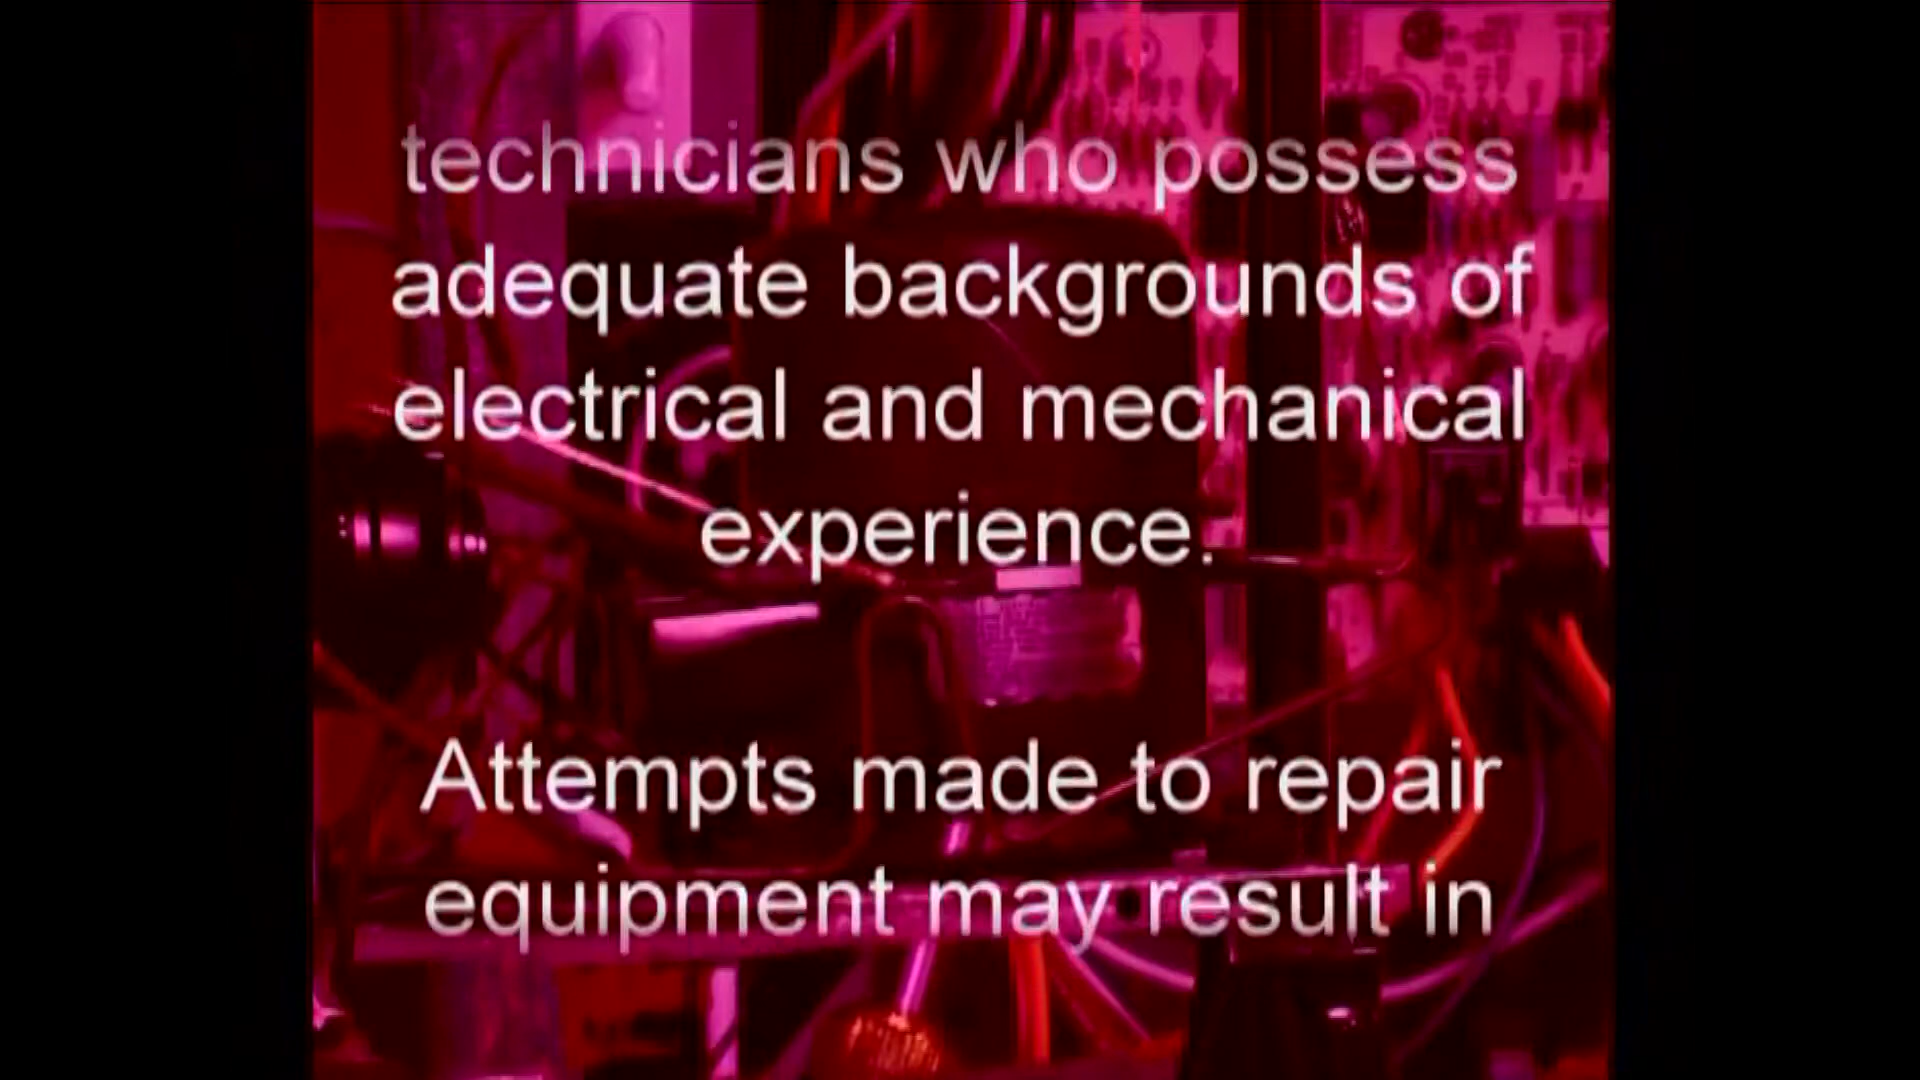 technicians who possess
adequate backgrounds of
electrical and mechanical
experience.
Attempts made to repair
equipment may result in